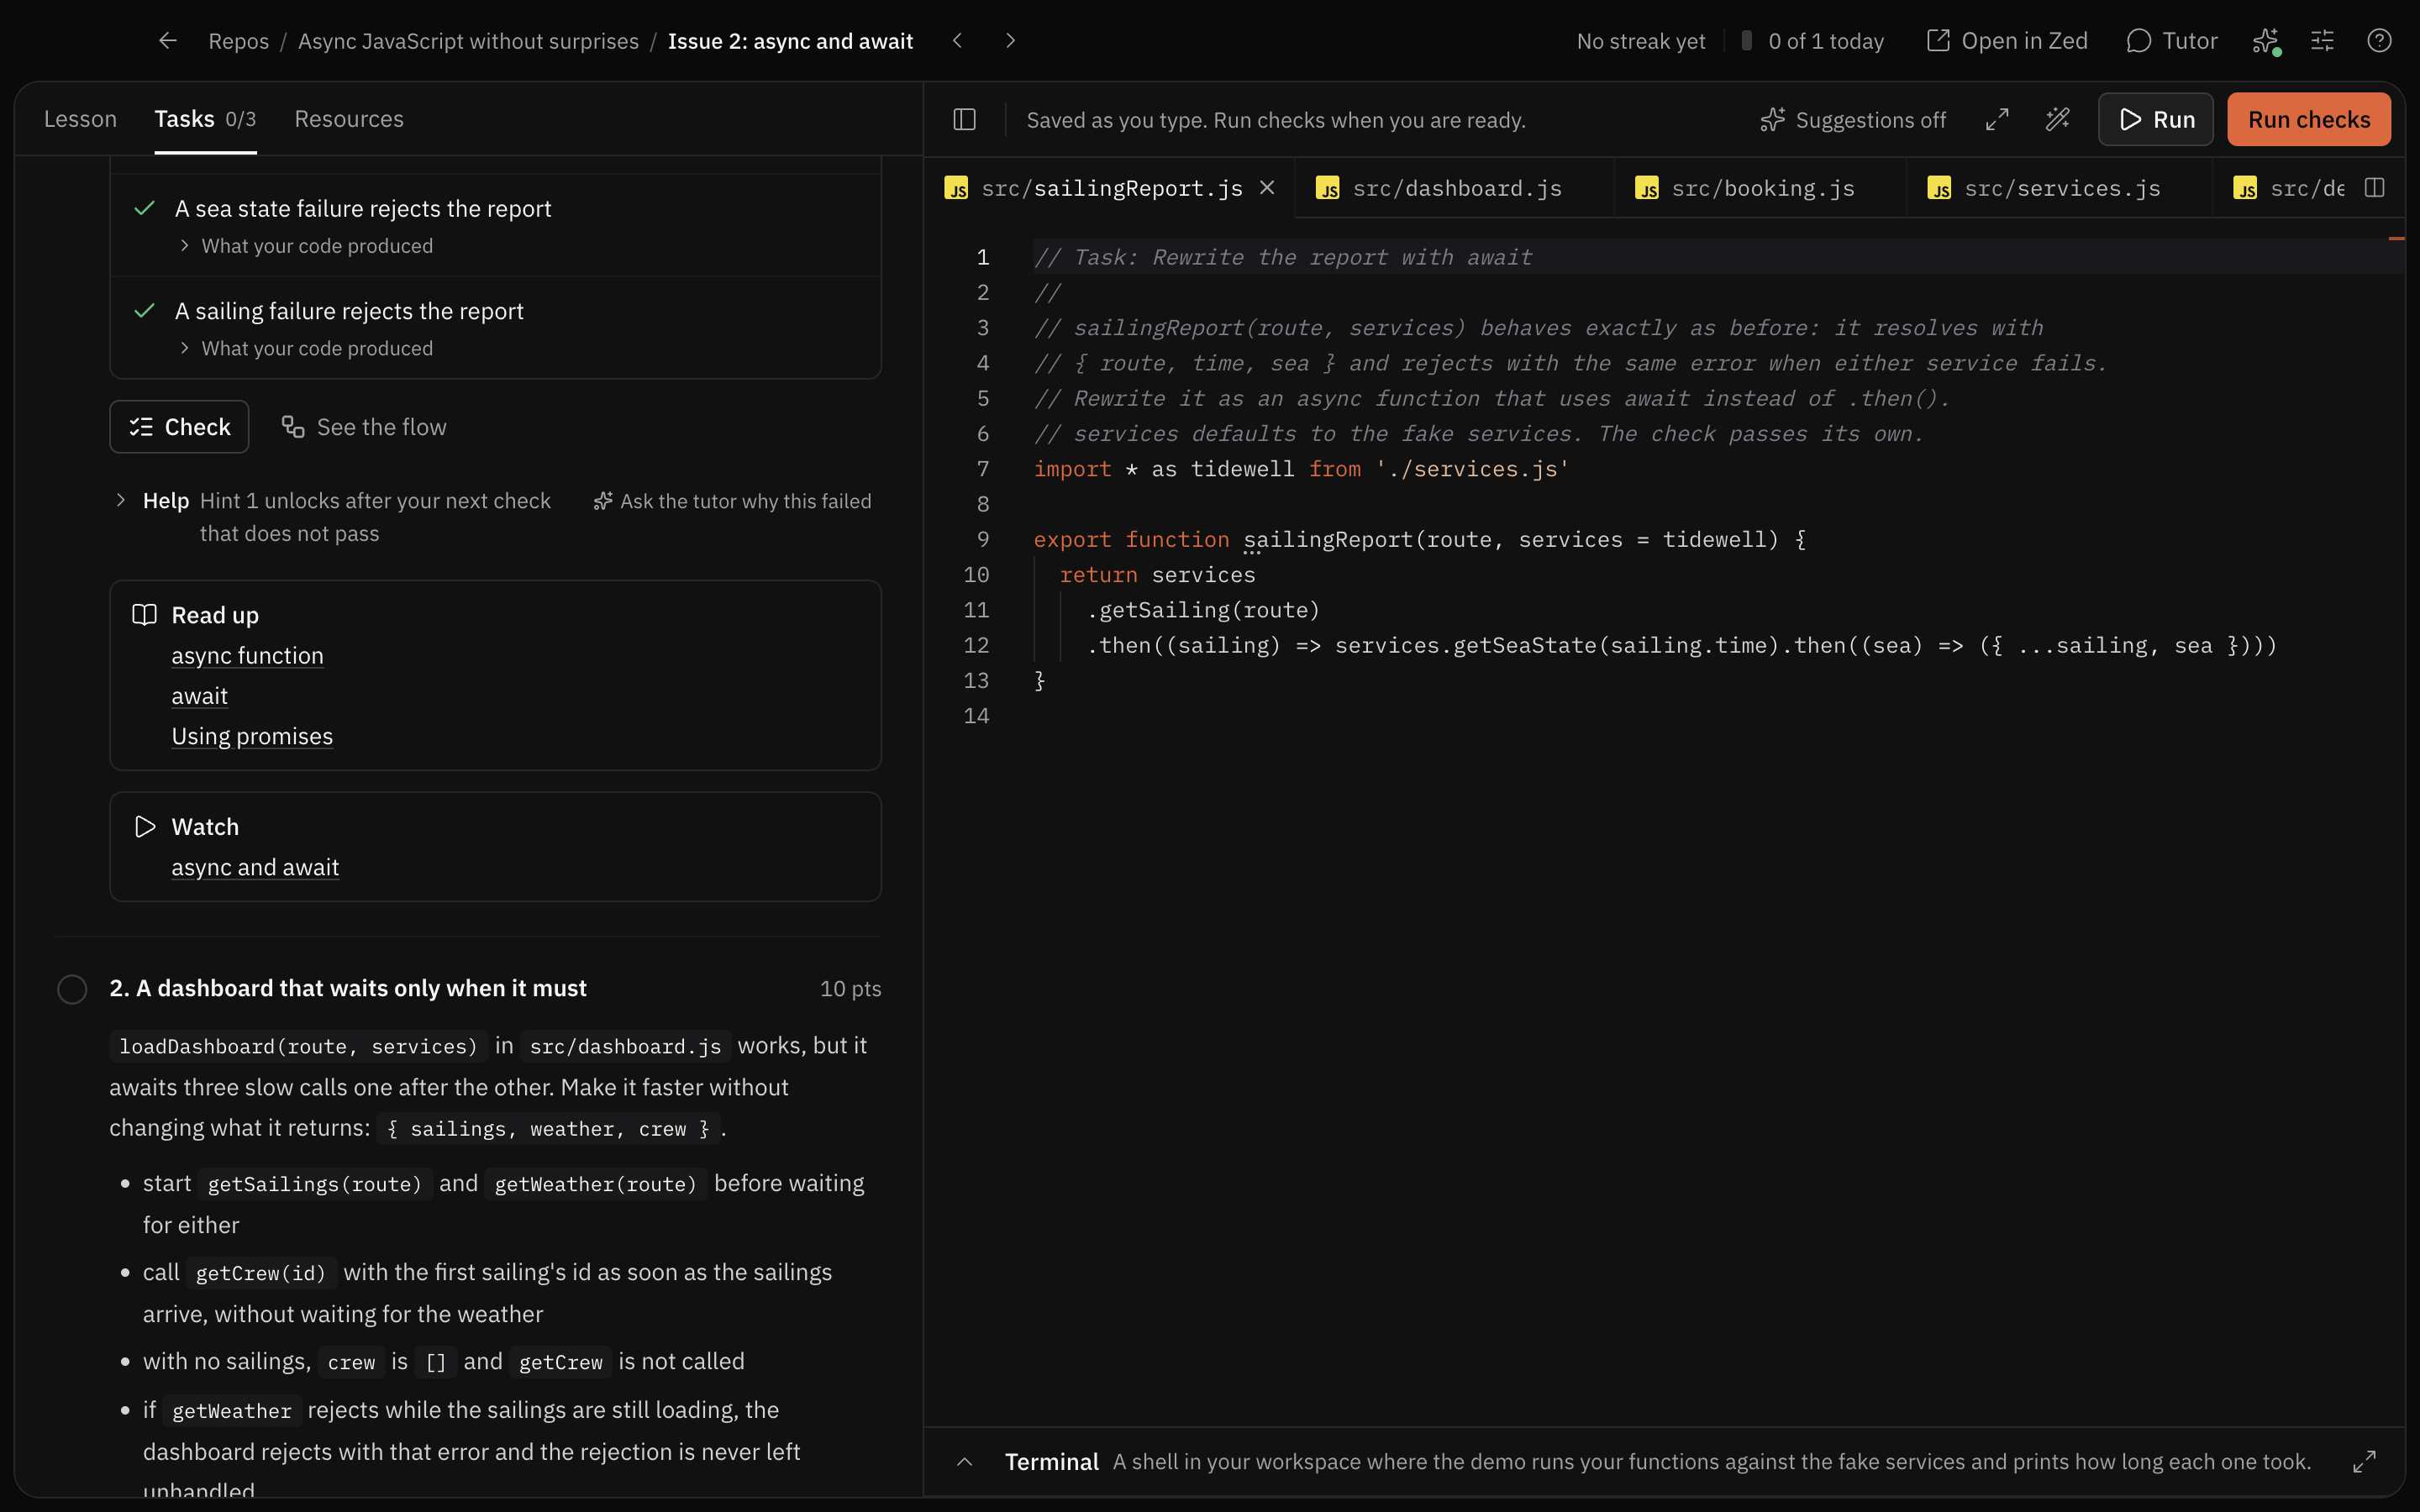 Repos / Async JavaScript without surprises / Issue 2: async and await
No streak yet
0 of 1 today
Open in Zed
Tutor
Lesson
Tasks 0/3
Resources
A sea state failure rejects the report
What your code produced
A sailing failure rejects the report
What your code produced
Check
See the flow
Help
Hint 1 unlocks after your next check
that does not pass
Ask the tutor why this failed
Read up
async function
await
Using promises
Watch
async and await
2. A dashboard that waits only when it must
10 pts
loadDashboard(route, services) in src/dashboard.js works, but it
awaits three slow calls one after the other. Make it faster without
changing what it returns: { sailings, weather, crew } .
• start getSailings(route) and getWeather(route) before waiting
for either
• call getCrew(id) with the first sailing's id as soon as the sailings
arrive, without waiting for the weather
• with no sailings, crew is [] and getCrew is not called
• if getWeather rejects while the sailings are still loading, the
dashboard rejects with that error and the rejection is never left
unhandled
Saved as you type. Run checks when you are ready.
Suggestions off
Run
Run checks
JS src/sailingReport.js
JS src/dashboard.js
JS src/booking.js
JS src/services.js
JS src/de
1 // Task: Rewrite the report with await
2 //
3 // sailingReport(route, services) behaves exactly as before: it resolves with
4 // { route, time, sea } and rejects with the same error when either service fails.
5 // Rewrite it as an async function that uses await instead of .then().
6 // services defaults to the fake services. The check passes its own.
7 import * as tidewell from './services.js'
8
9 export function sailingReport(route, services = tidewell) {
10 return services
11 .getSailing(route)
12 .then((sailing) => services.getSeaState(sailing.time).then((sea) => ({ ...sailing, sea })))
13 }
14
Terminal
A shell in your workspace where the demo runs your functions against the fake services and prints how long each one took.